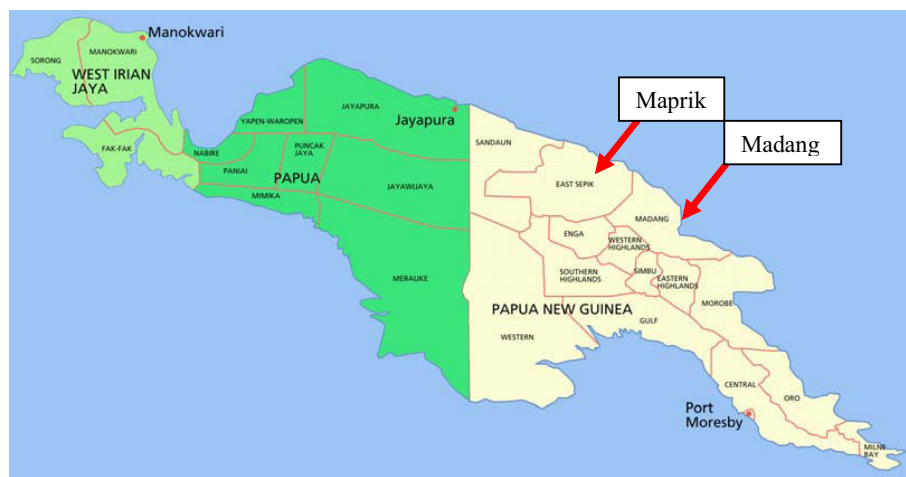 Manokwari
MANOKWARI
SORONG
WEST IRIAN
JAYA
FAK-FAK
YAPEN-WAROPEN
JAYAPURA
Jayapura
NABIRE
PANIAI
PUNCAK
JAYA
PAPUA
MIMIKA
JAYAWIJAYA
MERAUKE
Maprik
Madang
SANDAUN
EAST SEPIK
MADANG
ENGA
WESTERN
HIGHLANDS
SOUTHERN
HIGHLANDS
SIMBU
EASTERN
HIGHLANDS
MOROBE
PAPUA NEW GUINEA
GULF
WESTERN
CENTRAL
ORO
Port
Moresby
MILNE
BAY